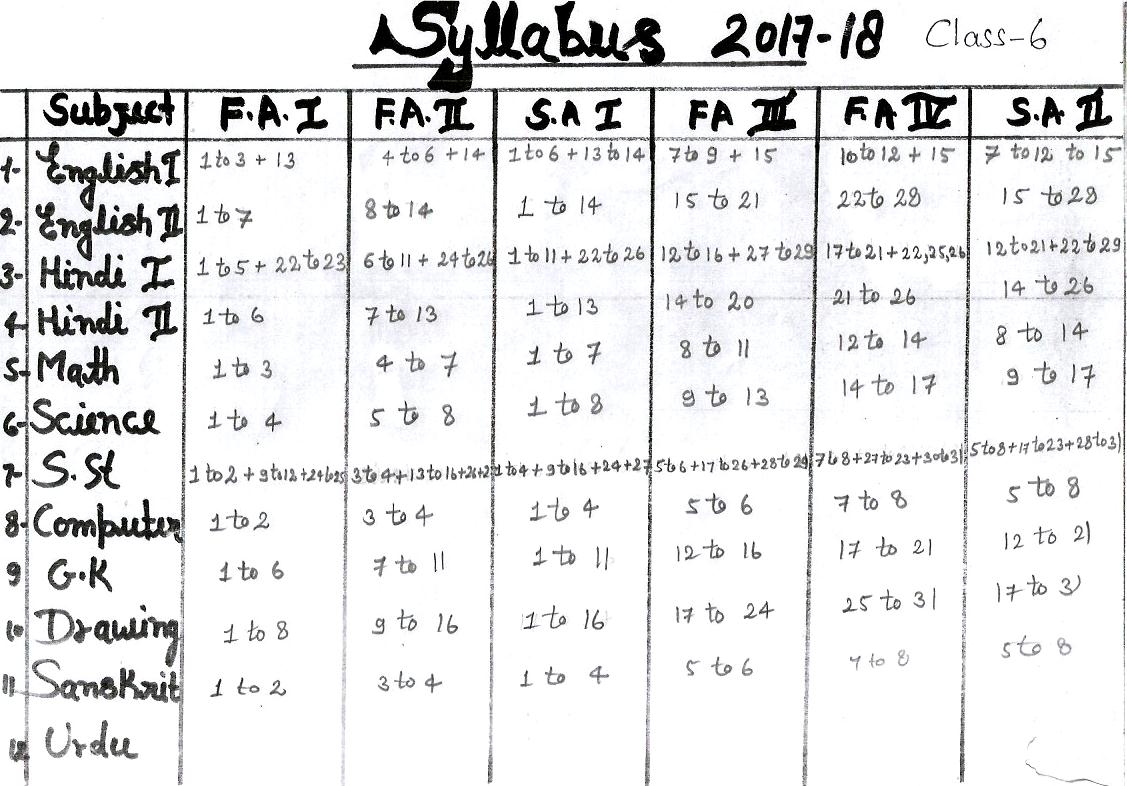 Syllabus 2017-18 Class-6
Subject F.A. I F.A. II S.A I FA III F.A IV S.A. II
1- English I 1 to 3 + 13 4 to 6 + 14 1 to 6 + 13 to 14 7 to 9 + 15 10 to 12 + 15 7 to 12 to 15
2- English II 1 to 7 8 to 14 1 to 14 15 to 21 22 to 28 15 to 28
3- Hindi I 1 to 5 + 22 to 23 6 to 11 + 24 to 26 1 to 11 + 22 to 26 12 to 16 + 27 to 29 17 to 21 + 22,25,26 12 to 21 + 22 to 29
4- Hindi II 1 to 6 7 to 13 1 to 13 14 to 20 21 to 26 14 to 26
5- Math 1 to 3 4 to 7 1 to 7 8 to 11 12 to 14 8 to 14
6- Science 1 to 4 5 to 8 1 to 8 9 to 13 14 to 17 9 to 17
7- S.St 1 to 2 + 9 to 12 + 24 to 25 3 to 4 + 13 to 16 + 26 + 1 to 4 + 9 to 16 + 24 + 27 5 to 6 + 17 to 26 + 28 to 29 7 to 8 + 27 to 23 + 30 to 31 5 to 8 + 17 to 23 + 28 to 31
8- Computer 1 to 2 3 to 4 1 to 4 5 to 6 7 to 8 5 to 8
9 G.K 1 to 6 7 to 11 1 to 11 12 to 16 17 to 21 12 to 21
10 Drawing 1 to 8 9 to 16 1 to 16 17 to 24 25 to 31 17 to 31
11 Sanskrit 1 to 2 3 to 4 1 to 4 5 to 6 7 to 8 5 to 8
12 Urdu